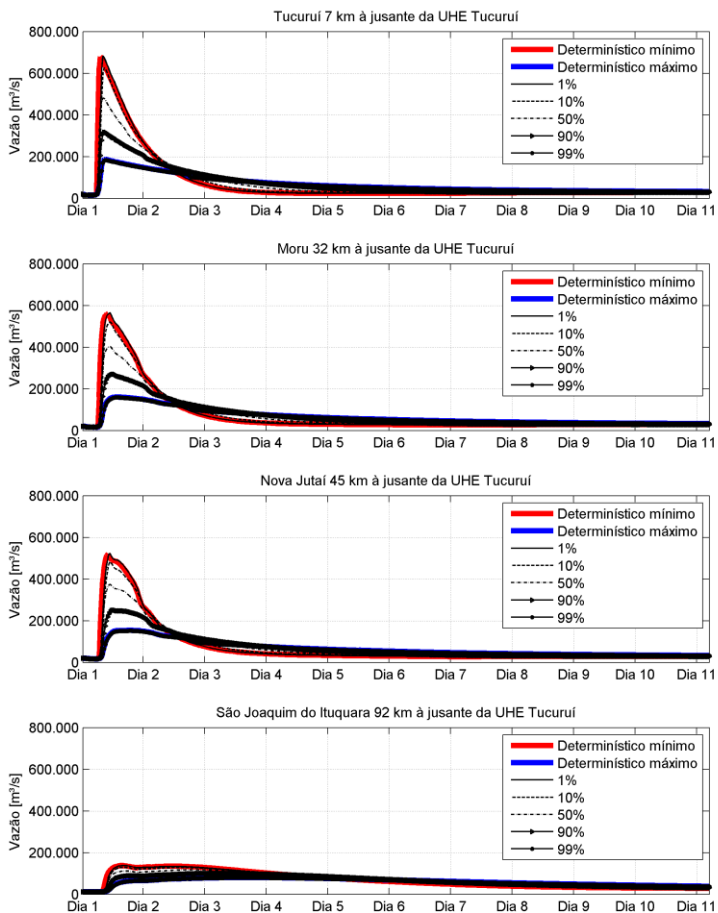 Tucuruí 7 km à jusante da UHE Tucuruí
Vazão [m³/s]
800.000
600.000
400.000
200.000
0
Determinístico mínimo
Determinístico máximo
1%
10%
50%
90%
99%
Dia 1 Dia 2 Dia 3 Dia 4 Dia 5 Dia 6 Dia 7 Dia 8 Dia 9 Dia 10 Dia 11
Moru 32 km à jusante da UHE Tucuruí
Vazão [m³/s]
800.000
600.000
400.000
200.000
0
Determinístico mínimo
Determinístico máximo
1%
10%
50%
90%
99%
Dia 1 Dia 2 Dia 3 Dia 4 Dia 5 Dia 6 Dia 7 Dia 8 Dia 9 Dia 10 Dia 11
Nova Jutaí 45 km à jusante da UHE Tucuruí
Vazão [m³/s]
800.000
600.000
400.000
200.000
0
Determinístico mínimo
Determinístico máximo
1%
10%
50%
90%
99%
Dia 1 Dia 2 Dia 3 Dia 4 Dia 5 Dia 6 Dia 7 Dia 8 Dia 9 Dia 10 Dia 11
São Joaquim do Ituquara 92 km à jusante da UHE Tucuruí
Vazão [m³/s]
800.000
600.000
400.000
200.000
0
Determinístico mínimo
Determinístico máximo
1%
10%
50%
90%
99%
Dia 1 Dia 2 Dia 3 Dia 4 Dia 5 Dia 6 Dia 7 Dia 8 Dia 9 Dia 10 Dia 11